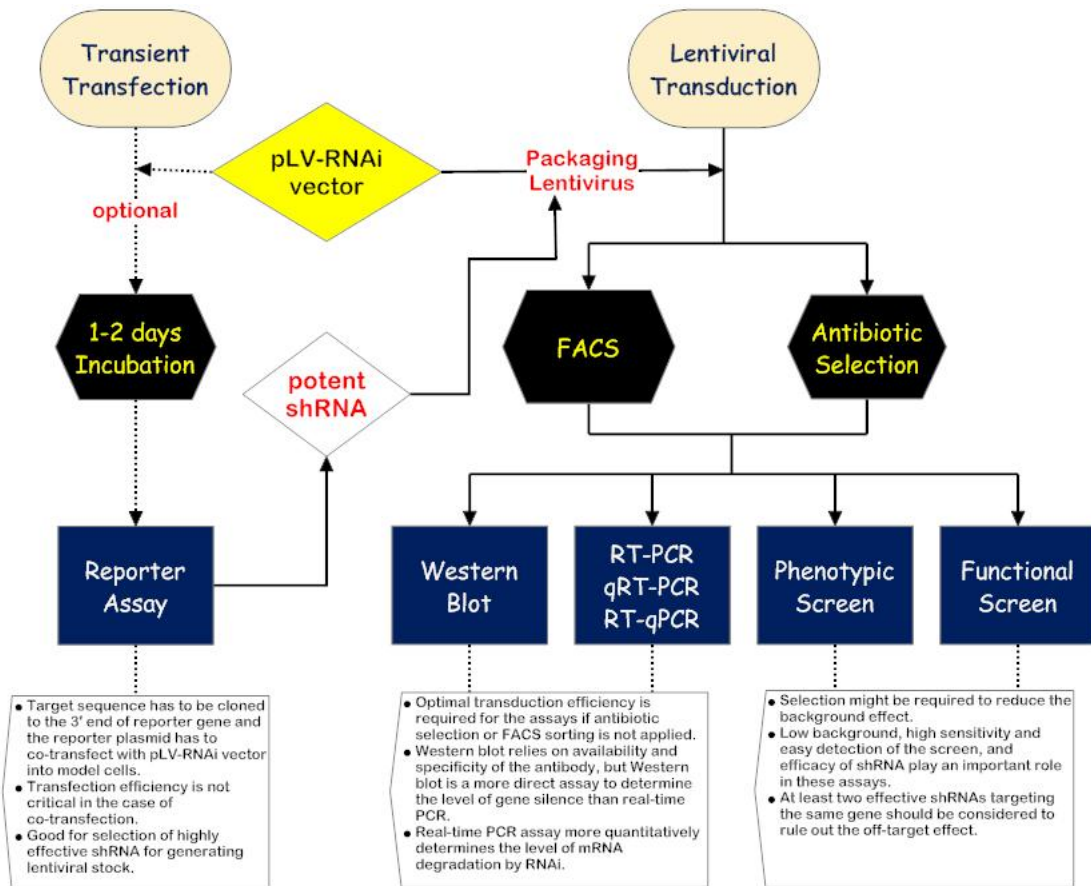 Transient
Transfection
Lentiviral
Transduction
pLV-RNAi
vector
Packaging
Lentivirus
optional
1-2 days
Incubation
FACS
Antibiotic
Selection
potent
shRNA
Reporter
Assay
Western
Blot
RT-PCR
qRT-PCR
RT-qPCR
Phenotypic
Screen
Functional
Screen
• Target sequence has to be cloned
to the 3' end of reporter gene and
the reporter plasmid has to
co-transfect with pLV-RNAi vector
into model cells.
• Transfection efficiency is not
critical in the case of
co-transfection.
• Good for selection of highly
effective shRNA for generating
lentiviral stock.
• Optimal transduction efficiency is
required for the assays if antibiotic
selection or FACS sorting is not applied.
• Western blot relies on availability and
specificity of the antibody, but Western
blot is a more direct assay to determine
the level of gene silence than real-time
PCR.
• Real-time PCR assay more quantitatively
determines the level of mRNA
degradation by RNAi.
• Selection might be required to reduce the
background effect.
• Low background, high sensitivity and
easy detection of the screen, and
efficacy of shRNA play an important role
in these assays.
• At least two effective shRNAs targeting
the same gene should be considered to
rule out the off-target effect.